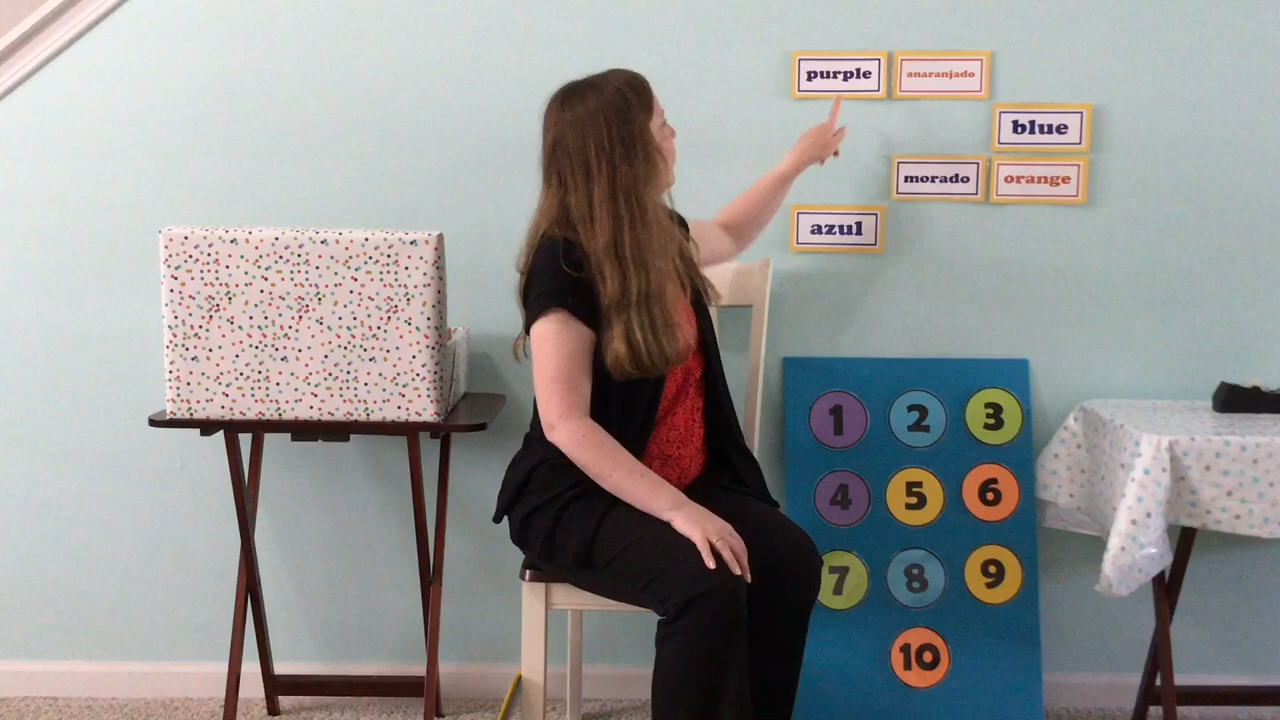 purple anaranjado
blue
morado orange
azul
1 2 3
4 5 6
7 8 9
10